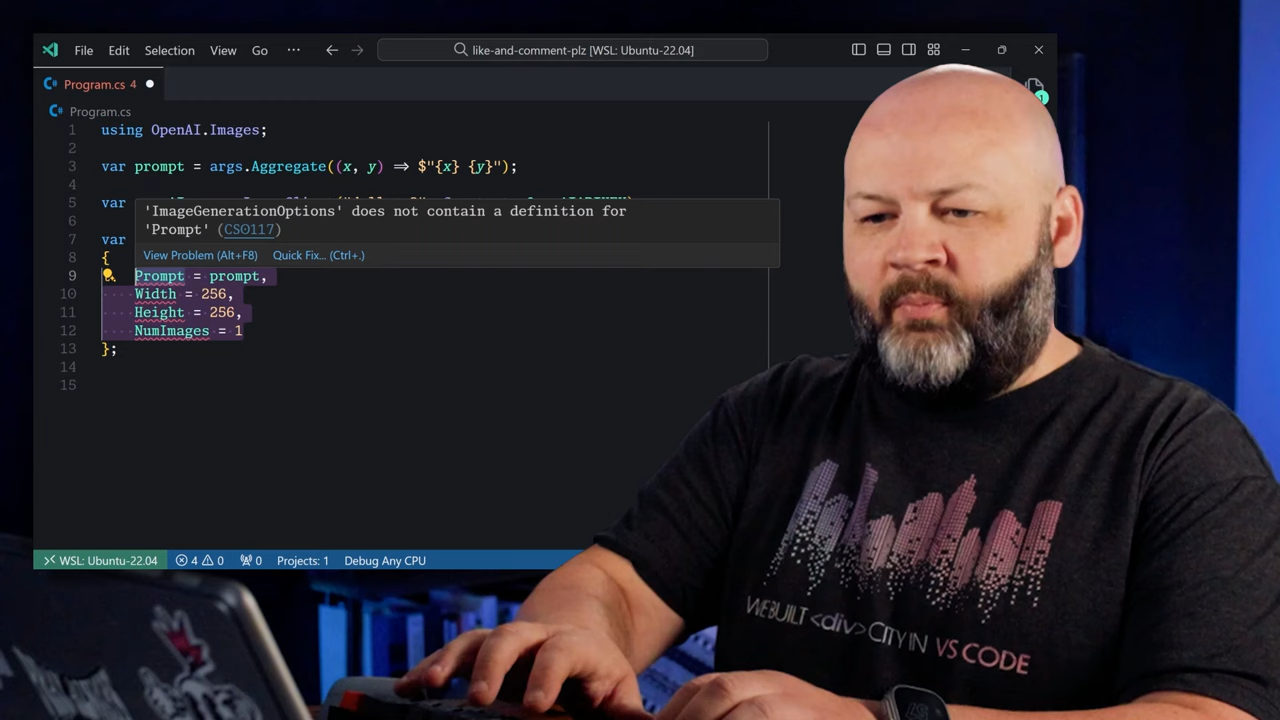 File Edit Selection View Go ··· like-and-comment-plz [WSL: Ubuntu-22.04]
Program.cs 4
Program.cs
1 using OpenAI.Images;
2
3 var prompt = args.Aggregate((x, y) => $"{x} {y}");
4
5 var
'ImageGenerationOptions' does not contain a definition for
'Prompt' (CS0117)
7 var
View Problem (Alt+F8) Quick Fix... (Ctrl+.)
8 {
9 Prompt = prompt,
10 Width = 256,
11 Height = 256,
12 NumImages = 1
13 };
14
15
WSL: Ubuntu-22.04 4 0 0 Projects: 1 Debug Any CPU
WE BUILT <div> CITY IN VS CODE